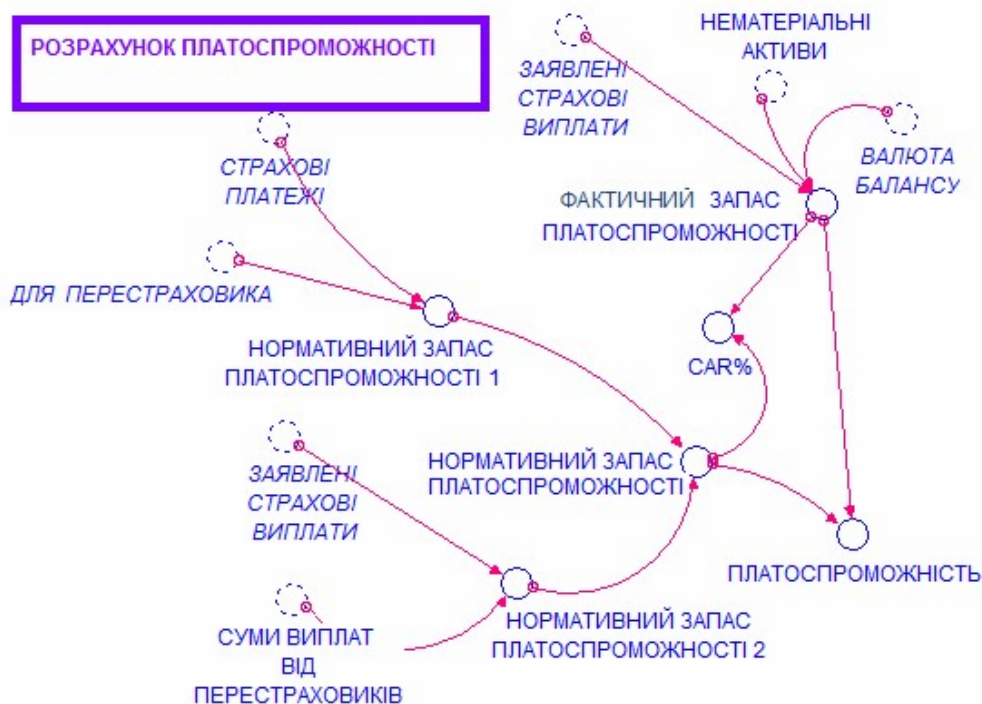 РОЗРАХУНОК ПЛАТОСПРОМОЖНОСТІ
ЗАЯВЛЕНІ
СТРАХОВІ
ВИПЛАТИ
НЕМАТЕРІАЛЬНІ
АКТИВИ
ВАЛЮТА
БАЛАНСУ
СТРАХОВІ
ПЛАТЕЖІ
ФАКТИЧНИЙ ЗАПАС
ПЛАТОСПРОМОЖНОСТІ
ДЛЯ ПЕРЕСТРАХОВИКА
НОРМАТИВНИЙ ЗАПАС
ПЛАТОСПРОМОЖНОСТІ 1
CAR%
НОРМАТИВНИЙ ЗАПАС
ПЛАТОСПРОМОЖНОСТІ
ЗАЯВЛЕНІ
СТРАХОВІ
ВИПЛАТИ
ПЛАТОСПРОМОЖНІСТЬ
НОРМАТИВНИЙ ЗАПАС
ПЛАТОСПРОМОЖНОСТІ 2
СУМИ ВИПЛАТ
ВІД
ПЕРЕСТРАХОВИКІВ